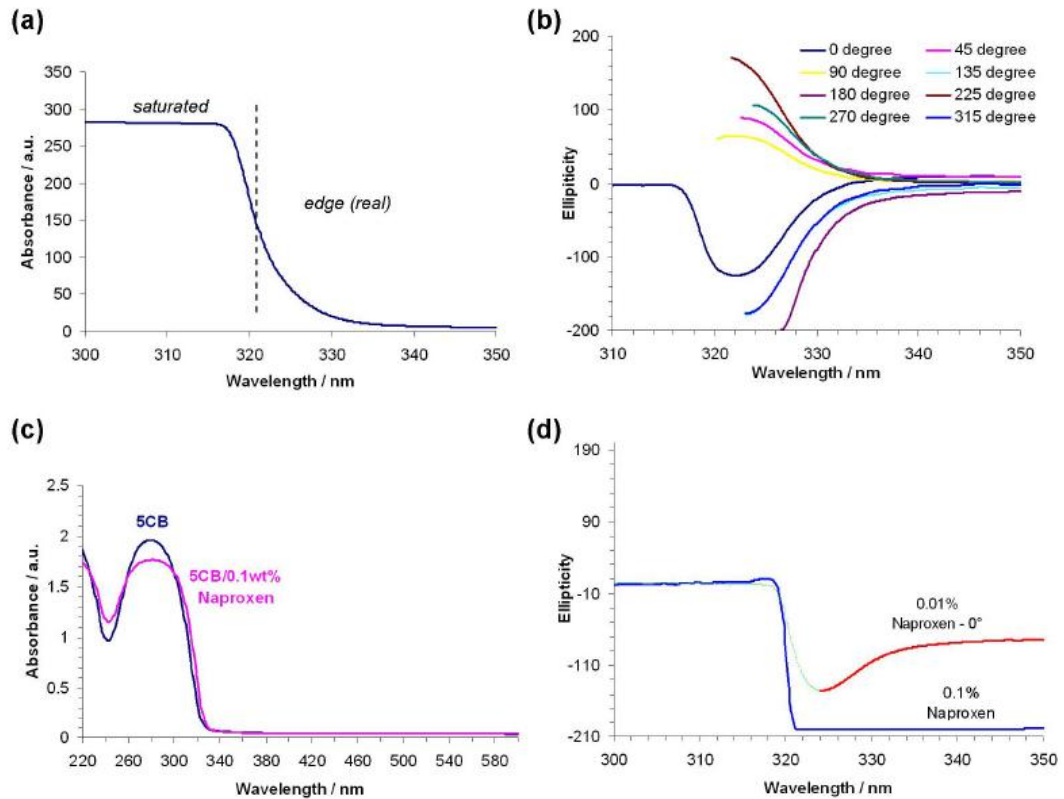 (a)
350
300
250
200
150
100
50
0
saturated
edge (real)
Absorbance / a.u.
300 310 320 330 340 350
Wavelength / nm
(b)
200
100
0
-100
-200
0 degree 45 degree
90 degree 135 degree
180 degree 225 degree
270 degree 315 degree
Ellipticity
310 320 330 340 350
Wavelength / nm
(c)
2.5
2
1.5
1
0.5
0
5CB
5CB/0.1wt%
Naproxen
Absorbance / a.u.
220 260 300 340 380 400 420 500 540 580
Wavelength / nm
(d)
190
90
-10
-110
-210
0.01%
Naproxen - 0°
0.1%
Naproxen
Ellipticity
300 310 320 330 340 350
Wavelength / nm